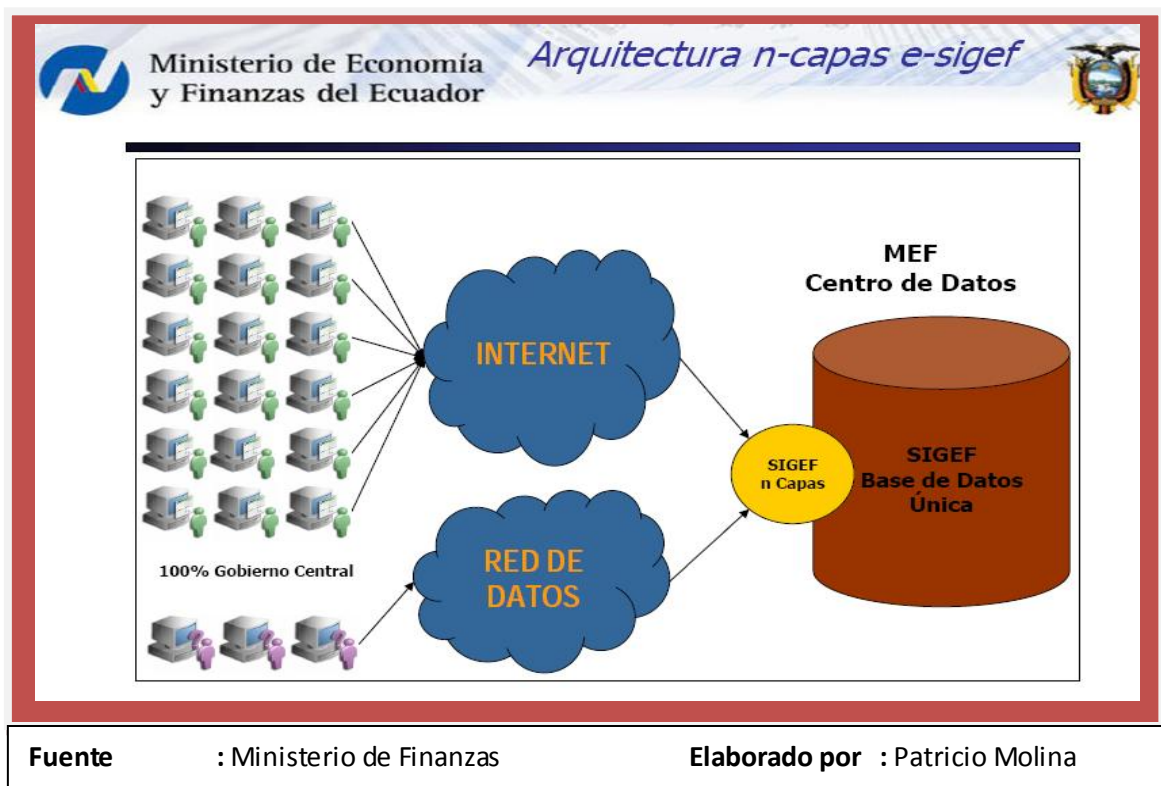 Ministerio de Economía
y Finanzas del Ecuador
Arquitectura n-capas e-sigef
INTERNET
MEF
Centro de Datos
SIGEF
n Capas
SIGEF
Base de Datos
Única
100% Gobierno Central
RED DE
DATOS
Fuente : Ministerio de Finanzas Elaborado por : Patricio Molina